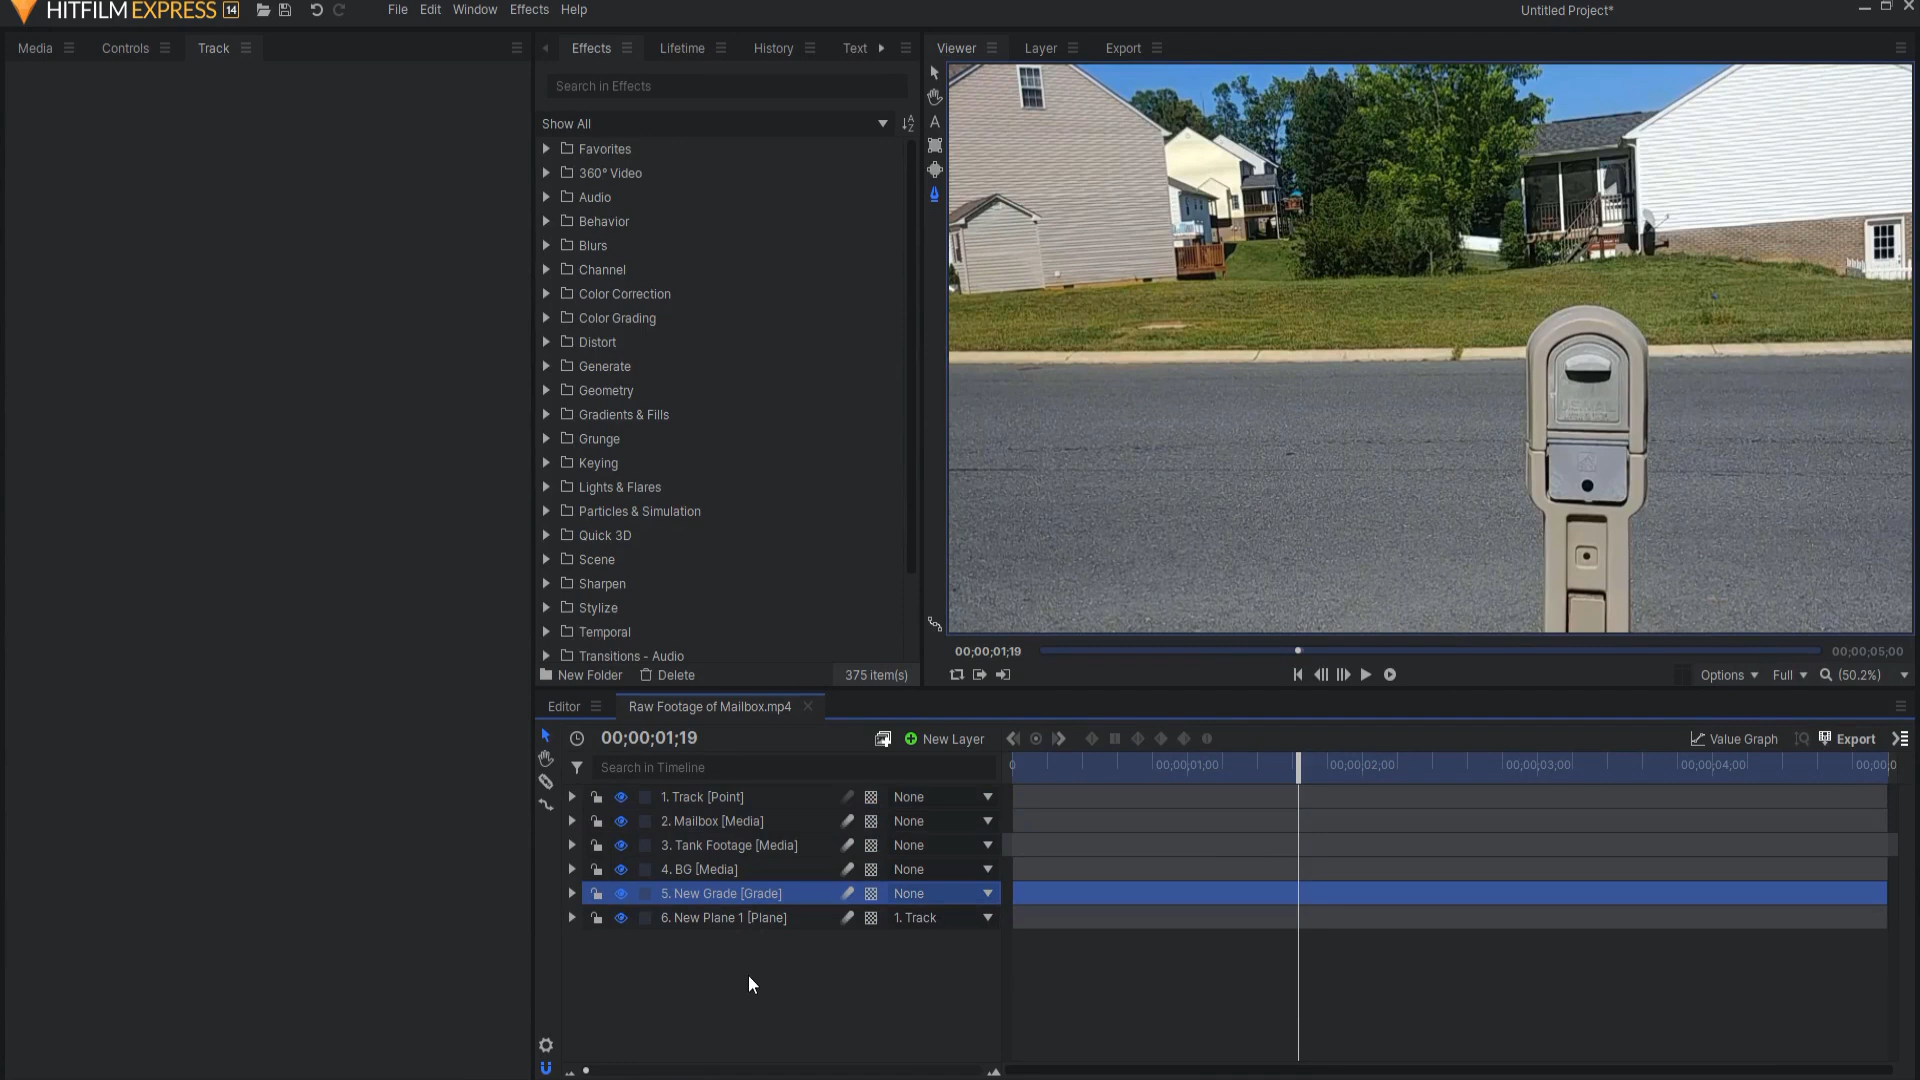 HITFILM EXPRESS 14
File Edit Window Effects Help
Untitled Project*
Media Controls Track
Effects Lifetime History Text
Viewer Layer Export
Search in Effects
Show All
Favorites
360° Video
Audio
Behavior
Blurs
Channel
Color Correction
Color Grading
Distort
Generate
Geometry
Gradients & Fills
Grunge
Keying
Lights & Flares
Particles & Simulation
Quick 3D
Scene
Sharpen
Stylize
Temporal
Transitions - Audio
New Folder Delete 375 item(s)
00;00;01;19 00;00;05;00
Options Full (50.2%)
Editor Raw Footage of Mailbox.mp4
00;00;01;19 New Layer Value Graph Export
Search in Timeline
0 00;00;01;00 00;00;02;00 00;00;03;00 00;00;04;00 00;00;0
1. Track [Point] None
2. Mailbox [Media] None
3. Tank Footage [Media] None
4. BG [Media] None
5. New Grade [Grade] None
6. New Plane 1 [Plane] 1. Track